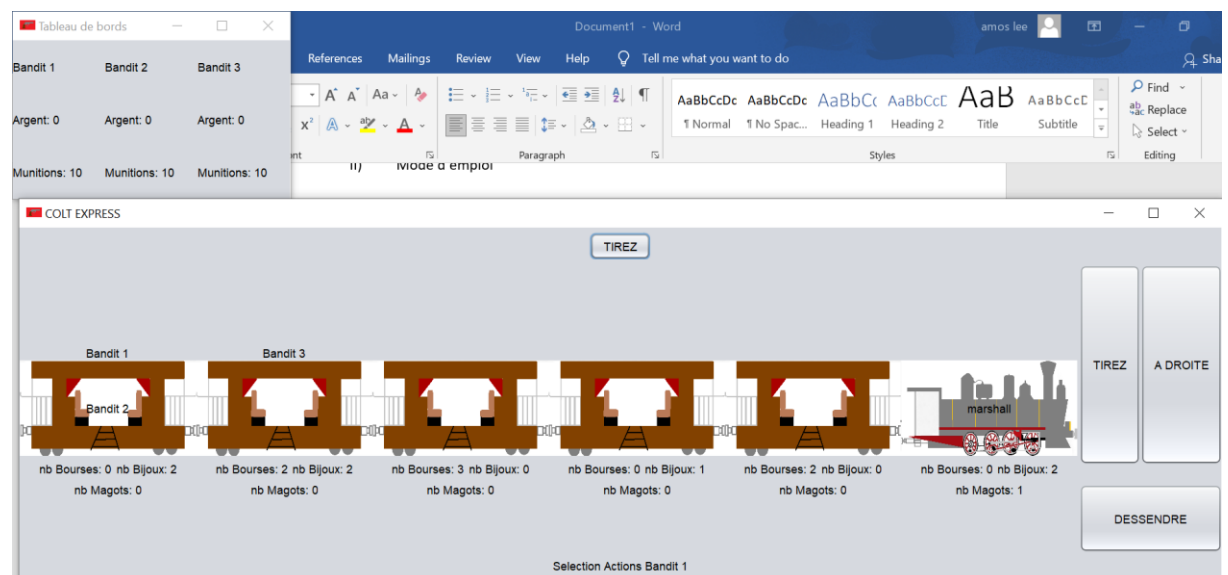 Tableau de bords
Document1 - Word
amos lee
References Mailings Review View Help Tell me what you want to do
Bandit 1 Bandit 2 Bandit 3
Argent: 0 Argent: 0 Argent: 0
Munitions: 10 Munitions: 10 Munitions: 10
AaBbCcDc AaBbCcDc AaBbCc AaBbCcE AaB AaBbCcE
¶ Normal ¶ No Spac... Heading 1 Heading 2 Title Subtitle
Find
Replace
Select
Paragraph Styles Editing
II) Mode d'emploi
COLT EXPRESS
TIREZ
TIREZ A DROITE
Bandit 1 Bandit 3
Bandit 2 marshall
nb Bourses: 0 nb Bijoux: 2 nb Bourses: 2 nb Bijoux: 2 nb Bourses: 3 nb Bijoux: 0 nb Bourses: 0 nb Bijoux: 1 nb Bourses: 2 nb Bijoux: 0 nb Bourses: 0 nb Bijoux: 2
nb Magots: 0 nb Magots: 0 nb Magots: 0 nb Magots: 0 nb Magots: 0 nb Magots: 1
DESSENDRE
Selection Actions Bandit 1